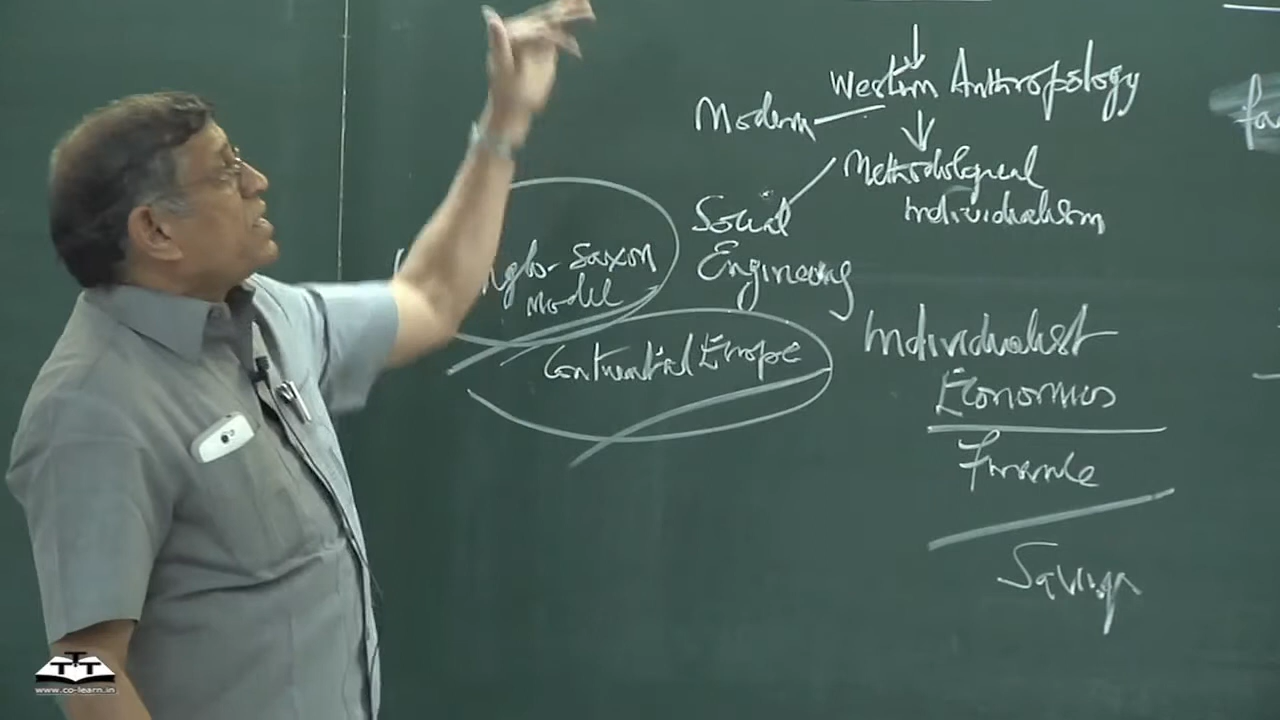 Western Anthropology
Modern
Methodological
Individualism
Social
Engineering
Anglo-Saxon
Model
Continental Europe
Individualist
Economics
Finance
Savings
TTT
www.co-learn.in